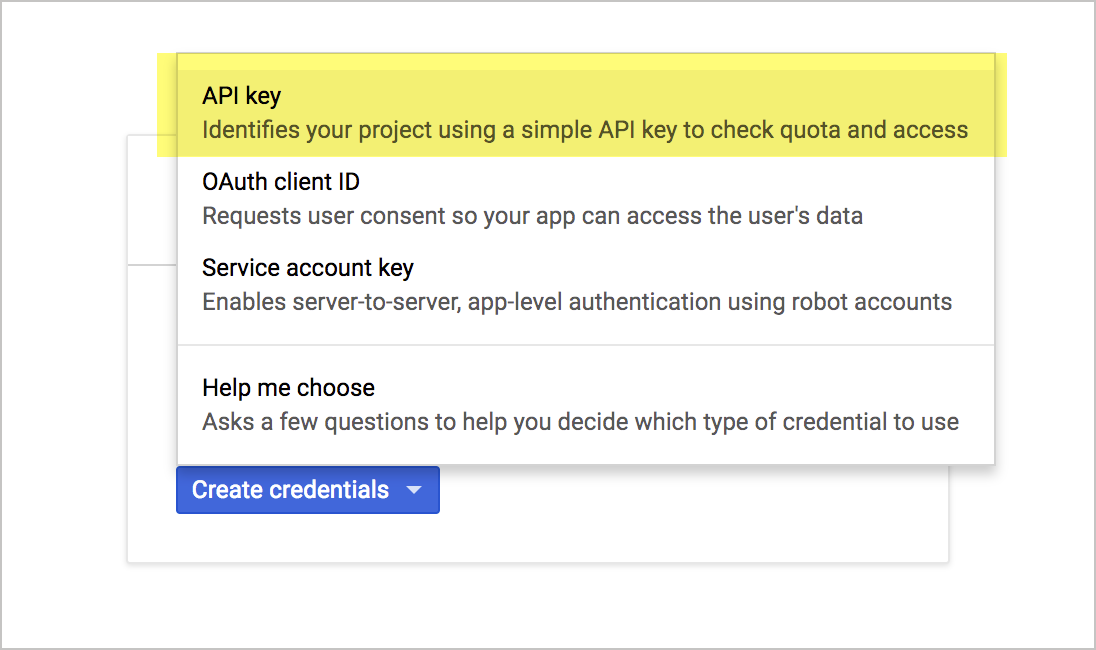 API key
Identifies your project using a simple API key to check quota and access
OAuth client ID
Requests user consent so your app can access the user's data
Service account key
Enables server-to-server, app-level authentication using robot accounts
Help me choose
Asks a few questions to help you decide which type of credential to use
Create credentials